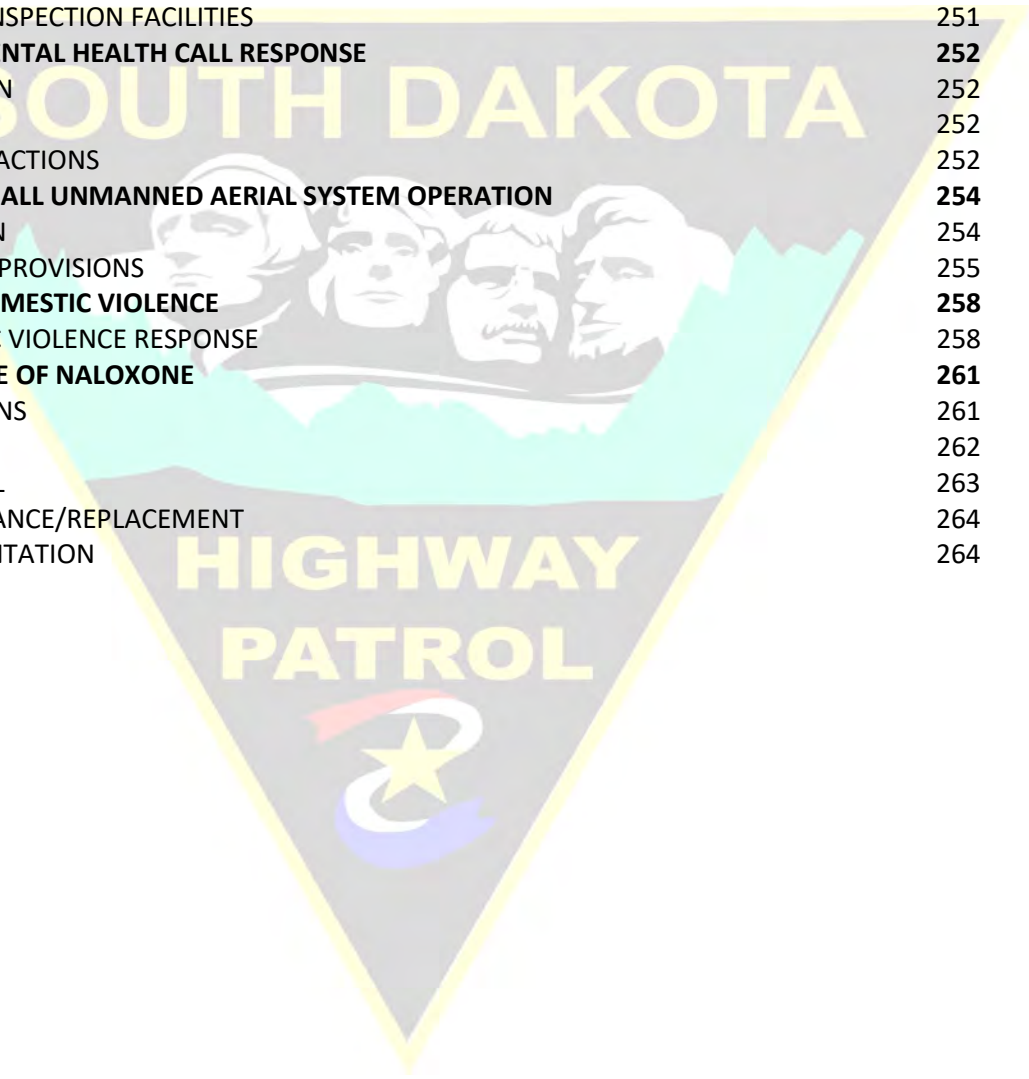 NSPECTION FACILITIES 251
ENTAL HEALTH CALL RESPONSE 252
N 252
252
ACTIONS 252
ALL UNMANNED AERIAL SYSTEM OPERATION 254
N 254
PROVISIONS 255
MESTIC VIOLENCE 258
C VIOLENCE RESPONSE 258
E OF NALOXONE 261
NS 261
262
L 263
ANCE/REPLACEMENT 264
NTATION 264
SOUTH DAKOTA
HIGHWAY
PATROL